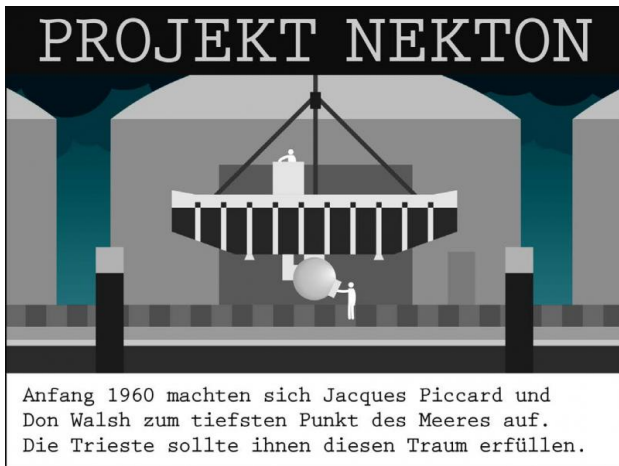 PROJEKT NEKTON
Anfang 1960 machten sich Jacques Piccard und
Don Walsh zum tiefsten Punkt des Meeres auf.
Die Trieste sollte ihnen diesen Traum erfüllen.